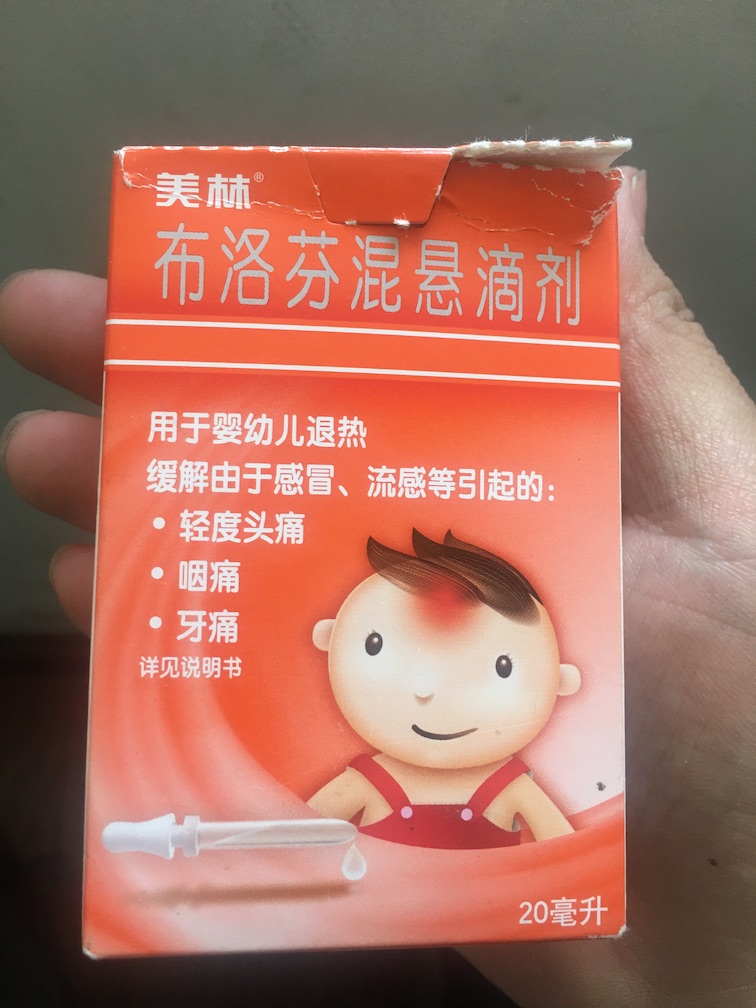 美林®
布洛芬混悬滴剂
用于婴幼儿退热
缓解由于感冒、流感等引起的:
• 轻度头痛
• 咽痛
• 牙痛
详见说明书
20毫升